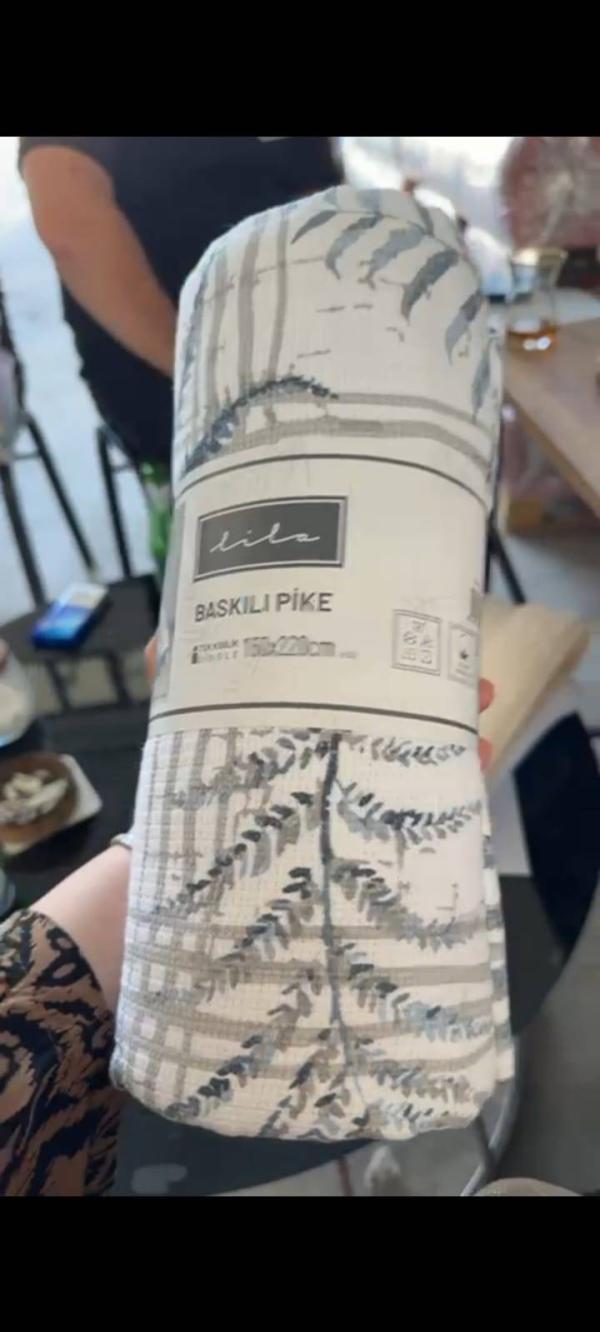 lila
BASKILI PİKE
TEK KİŞİLİK 150x220cm
SINGLE